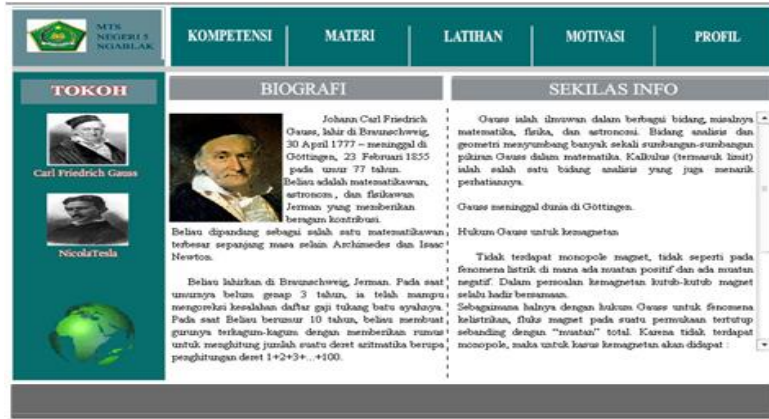 MTS
NEGERI 5
NGABLAK
KOMPETENSI
MATERI
LATIHAN
MOTIVASI
PROFIL
TOKOH
Carl Friedrich Gauss
NicolaTesla
BIOGRAFI
Johann Carl Friedrich
Gauss, lahir di Braunschweig,
30 April 1777 – meninggal di
Göttingen, 23 Februari 1855
pada umur 77 tahun.
Beliau adalah matematikawan,
astronom, dan fisikawan
Jerman yang memberikan
beragam kontribusi.
Beliau dipandang sebagai salah satu matematikawan
terbesar sepanjang masa selain Archimedes dan Isaac
Newton.
Beliau lahirkan di Braunschweig, Jerman. Pada saat
umurnya belum genap 3 tahun, ia telah mampu
mengoreksi kesalahan daftar gaji tukang batu ayahnya.
Pada saat Beliau berumur 10 tahun, beliau membuat
gurunya terkagum-kagum dengan memberikan rumus
untuk menghitung jumlah suatu deret aritmatika berupa
penghitungan deret 1+2+3+...+100.
SEKILAS INFO
Gauss ialah ilmuwan dalam berbagai bidang, misalnya
matematika, fisika, dan astronomi. Bidang analisis dan
geometri menyumbang banyak sekali sumbangan-sumbangan
pikiran Gauss dalam matematika. Kalkulus (termasuk limit)
ialah salah satu bidang analisis yang juga menarik
perhatiannya.
Gauss meninggal dunia di Göttingen.
Hukum Gauss untuk kemagnetan
Tidak terdapat monopole magnet, tidak seperti pada
fenomena listrik di mana ada muatan positif dan ada muatan
negatif. Dalam persoalan kemagnetan kutub-kutub magnet
selalu hadir bersamaan.
Sebagaimana halnya dengan hukum Gauss untuk fenomena
kelistrikan, fluks magnet pada suatu permukaan tertutup
sebanding dengan “muatan” total. Karena tidak terdapat
monopole, maka untuk kasus kemagnetan akan didapat :